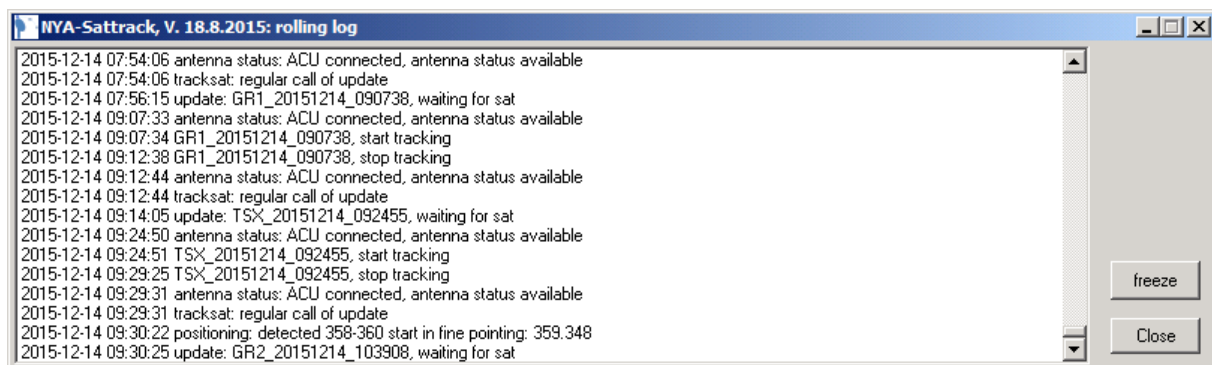 NYA-Sattrack, V. 18.8.2015: rolling log
2015-12-14 07:54:06 antenna status: ACU connected, antenna status available
2015-12-14 07:54:06 tracksat: regular call of update
2015-12-14 07:56:15 update: GR1_20151214_090738, waiting for sat
2015-12-14 09:07:33 antenna status: ACU connected, antenna status available
2015-12-14 09:07:34 GR1_20151214_090738, start tracking
2015-12-14 09:12:38 GR1_20151214_090738, stop tracking
2015-12-14 09:12:44 antenna status: ACU connected, antenna status available
2015-12-14 09:12:44 tracksat: regular call of update
2015-12-14 09:14:05 update: TSX_20151214_092455, waiting for sat
2015-12-14 09:24:50 antenna status: ACU connected, antenna status available
2015-12-14 09:24:51 TSX_20151214_092455, start tracking
2015-12-14 09:29:25 TSX_20151214_092455, stop tracking
2015-12-14 09:29:31 antenna status: ACU connected, antenna status available
2015-12-14 09:29:31 tracksat: regular call of update
2015-12-14 09:30:22 positioning: detected 358-360 start in fine pointing: 359.348
2015-12-14 09:30:25 update: GR2_20151214_103908, waiting for sat
freeze
Close